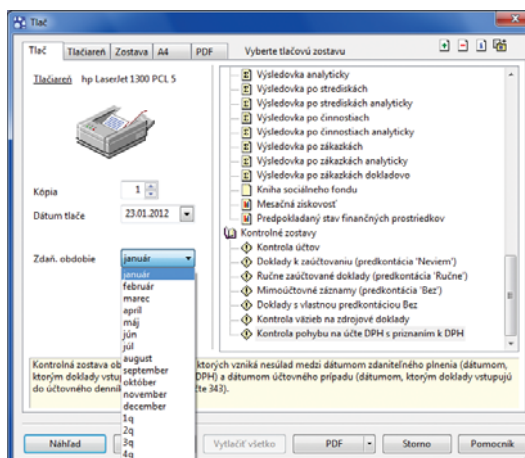 Tlač
Tlač Tlačiareň Zostava A4 PDF Vyberte tlačovú zostavu
Tlačiareň hp LaserJet 1300 PCL 5
Kópia 1
Dátum tlače 23.01.2012
Zdaň. obdobie január
január
február
marec
apríl
máj
jún
júl
august
september
október
november
december
1q
2q
3q
4q
Výsledovka analyticky
Výsledovka po strediskách
Výsledovka po strediskách analyticky
Výsledovka po činnostiach
Výsledovka po činnostiach analyticky
Výsledovka po zákazkách
Výsledovka po zákazkách analyticky
Výsledovka po zákazkách dokladovo
Kniha sociálneho fondu
Mesačná ziskovosť
Predpokladaný stav finančných prostriedkov
Kontrolné zostavy
Kontrola účtov
Doklady k zaúčtovaniu (predkontácia 'Neviem')
Ručne zaúčtované doklady (predkontácia 'Ručne')
Mimoúčtovné záznamy (predkontácia 'Bez')
Doklady s vlastnou predkontáciou Bez
Kontrola väzieb na zdrojové doklady
Kontrola pohybu na účte DPH s priznaním k DPH
Kontrolná zostava ktorých vzniká nesúlad medzi dátumom zdaniteľného plnenia (dátumom,
ktorým doklady DPH) a dátumom účtovného prípadu (dátumom, ktorým doklady vstupujú
do účtovného 343).
Náhľad Vytlačiť všetko PDF Storno Pomocník